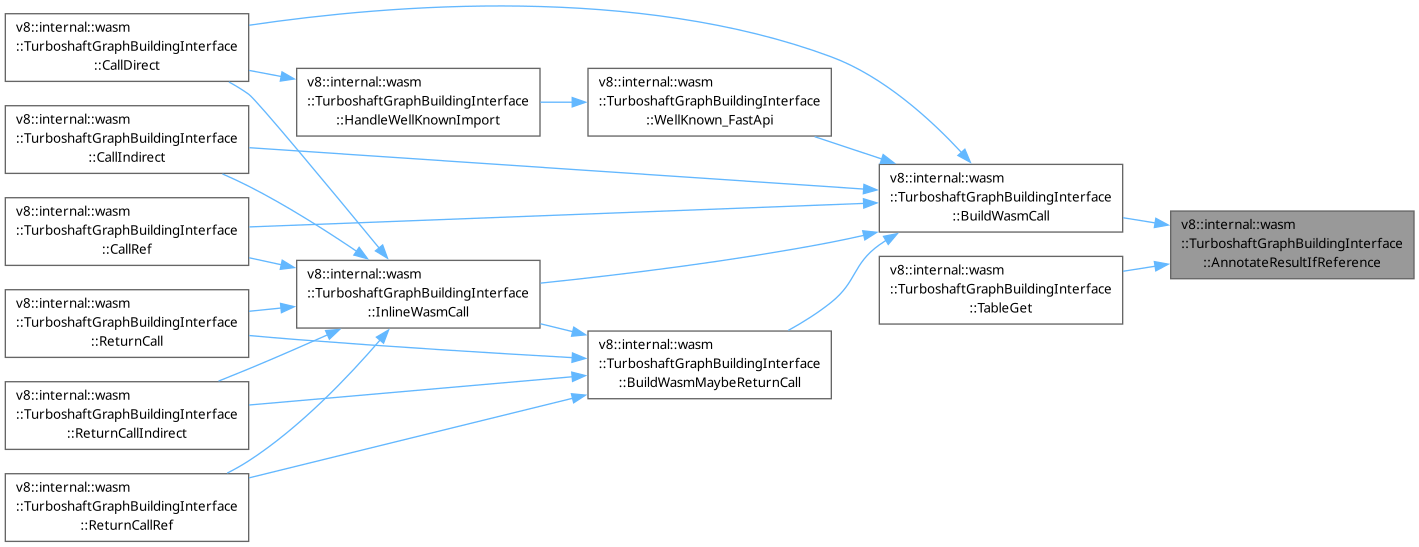 v8::internal::wasm
::TurboshaftGraphBuildingInterface
::CallDirect
v8::internal::wasm
::TurboshaftGraphBuildingInterface
::CallIndirect
v8::internal::wasm
::TurboshaftGraphBuildingInterface
::CallRef
v8::internal::wasm
::TurboshaftGraphBuildingInterface
::ReturnCall
v8::internal::wasm
::TurboshaftGraphBuildingInterface
::ReturnCallIndirect
v8::internal::wasm
::TurboshaftGraphBuildingInterface
::ReturnCallRef
v8::internal::wasm
::TurboshaftGraphBuildingInterface
::HandleWellKnownImport
v8::internal::wasm
::TurboshaftGraphBuildingInterface
::InlineWasmCall
v8::internal::wasm
::TurboshaftGraphBuildingInterface
::WellKnown_FastApi
v8::internal::wasm
::TurboshaftGraphBuildingInterface
::BuildWasmMaybeReturnCall
v8::internal::wasm
::TurboshaftGraphBuildingInterface
::BuildWasmCall
v8::internal::wasm
::TurboshaftGraphBuildingInterface
::TableGet
v8::internal::wasm
::TurboshaftGraphBuildingInterface
::AnnotateResultIfReference